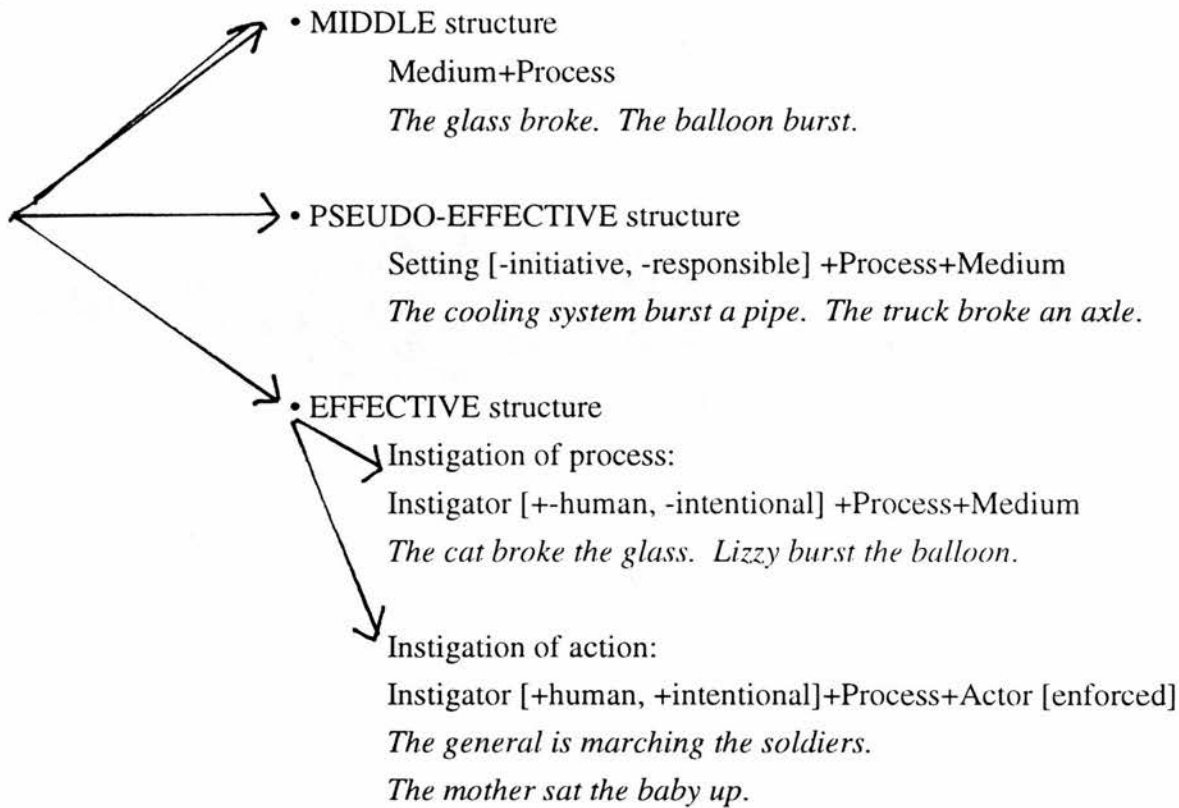 • MIDDLE structure
Medium+Process
The glass broke. The balloon burst.
• PSEUDO-EFFECTIVE structure
Setting [-initiative, -responsible] +Process+Medium
The cooling system burst a pipe. The truck broke an axle.
• EFFECTIVE structure
Instigation of process:
Instigator [+-human, -intentional] +Process+Medium
The cat broke the glass. Lizzy burst the balloon.
Instigation of action:
Instigator [+human, +intentional]+Process+Actor [enforced]
The general is marching the soldiers.
The mother sat the baby up.